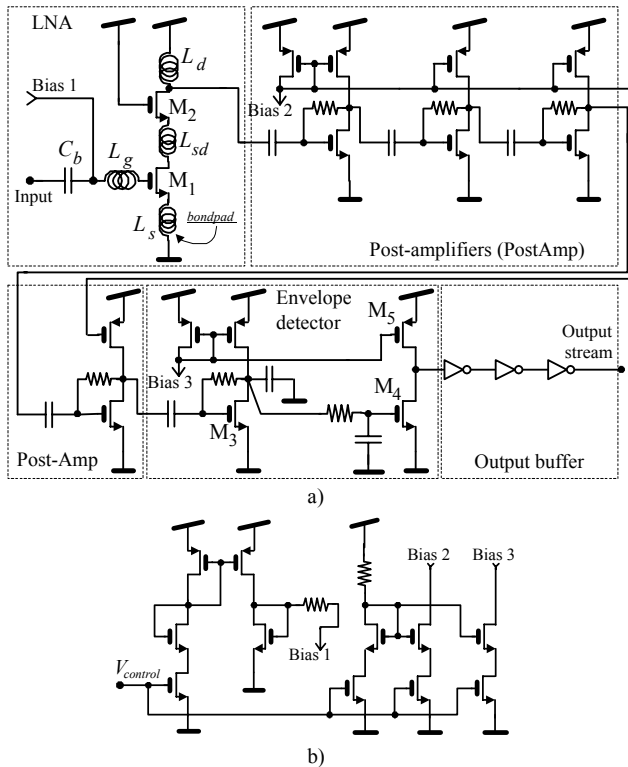 LNA
L_d
Bias 1
M_2
Bias 2
L_sd
C_b
L_g
M_1
Input
L_s
bondpad
Post-amplifiers (PostAmp)
Envelope
detector
M_5
Output
stream
Bias 3
M_4
M_3
Post-Amp
Output buffer
a)
Bias 2
Bias 3
Bias 1
V_control
b)